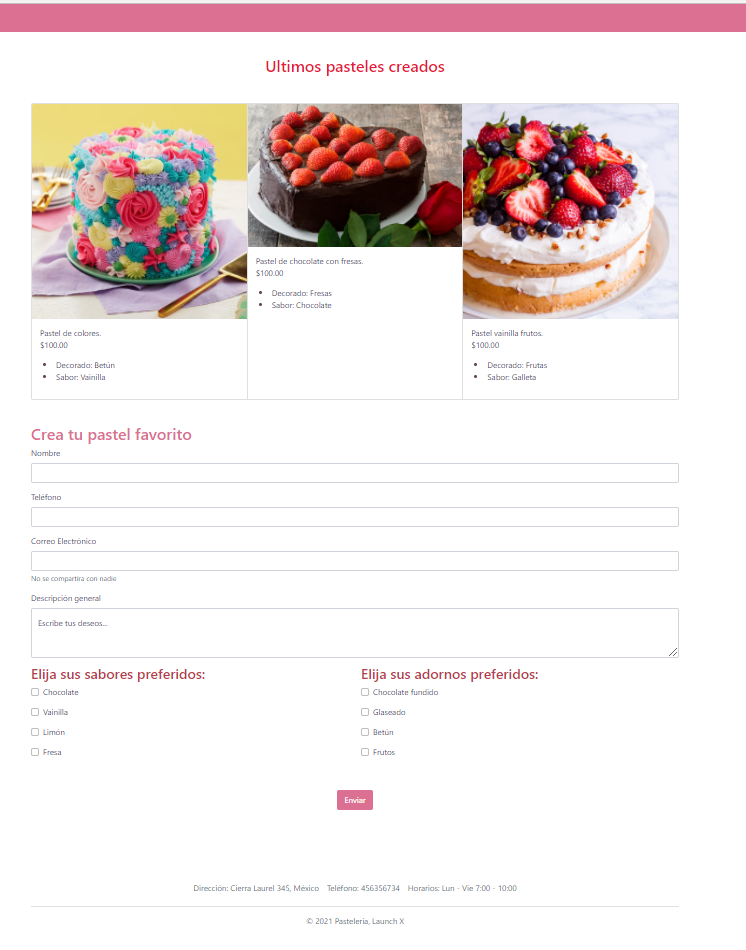 Ultimos pasteles creados
Pastel de colores.
$100.00
Decorado: Betún
Sabor: Vainilla
Pastel de chocolate con fresas.
$100.00
Decorado: Fresas
Sabor: Chocolate
Pastel vainilla frutos.
$100.00
Decorado: Frutas
Sabor: Galleta
Crea tu pastel favorito
Nombre
Teléfono
Correo Electrónico
No se compartira con nadie
Descripción general
Escribe tus deseos...
Elija sus sabores preferidos:
Chocolate
Vainilla
Limón
Fresa
Elija sus adornos preferidos:
Chocolate fundido
Glaseado
Betún
Frutos
Enviar
Dirección: Cierra Laurel 345, México Teléfono: 456356734 Horarios: Lun - Vie 7:00 - 10:00
© 2021 Pastelería, Launch X